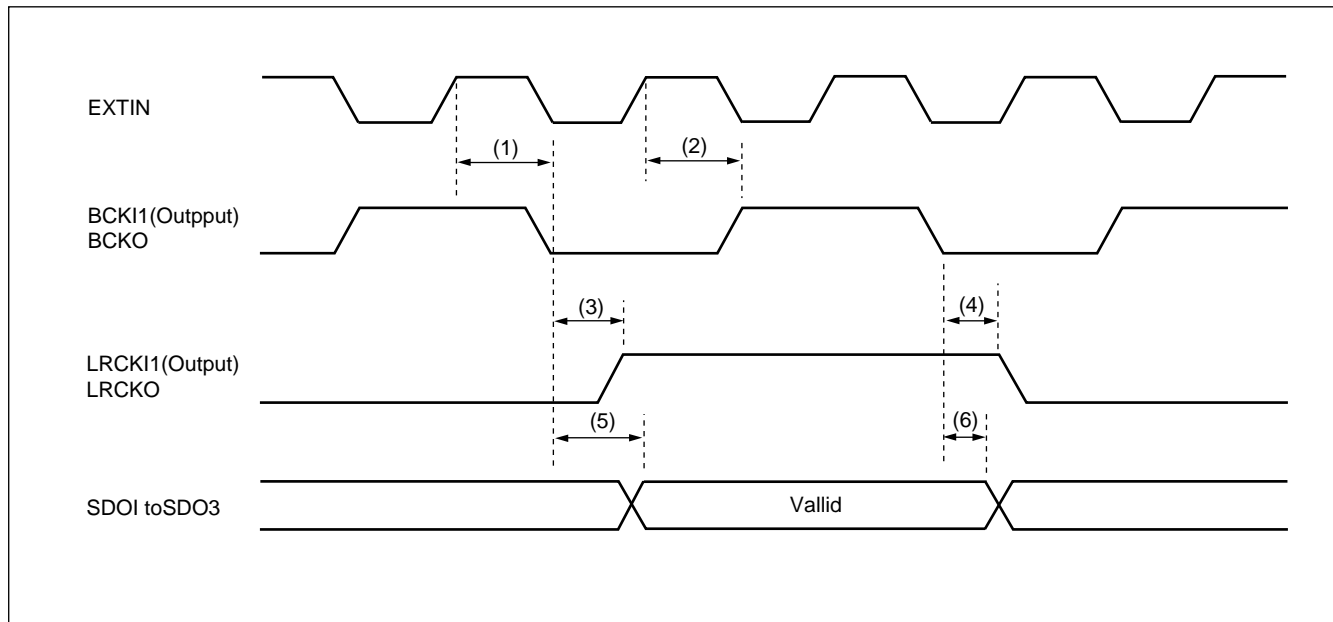 EXTIN
(1)
(2)
BCKI1(Outpput)
BCKO
(3)
(4)
LRCKI1(Output)
LRCKO
(5)
(6)
SDOI toSDO3
Vallid